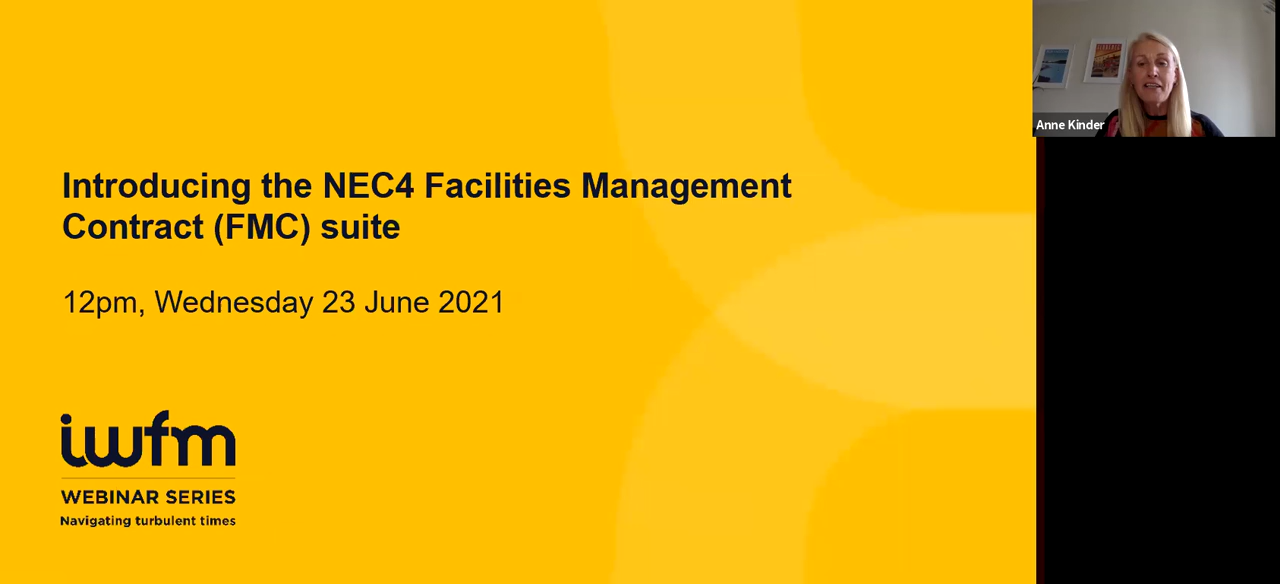 Introducing the NEC4 Facilities Management
Contract (FMC) suite
12pm, Wednesday 23 June 2021
iwfm
WEBINAR SERIES
Navigating turbulent times
Anne Kinder